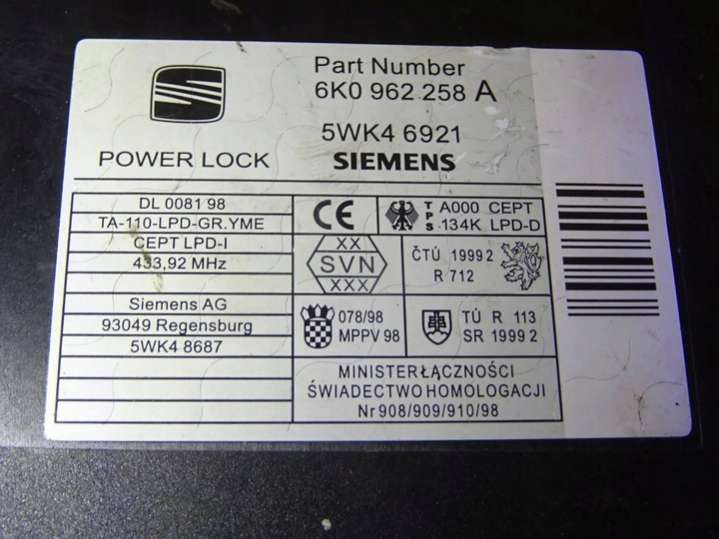 Part Number
6K0 962 258 A
5WK4 6921
POWER LOCK
SIEMENS
DL 0081 98
TA-110-LPD-GR.YME
CEPT LPD-I
433,92 MHz
Siemens AG
93049 Regensburg
5WK4 8687
CE
TPS
A000 CEPT
134K LPD-D
XX
SVN
XXX
ČTÚ 1999 2
R 712
078/98
MPPV 98
TÚ R 113
SR 1999 2
MINISTER ŁĄCZNOŚCI
ŚWIADECTWO HOMOLOGACJI
Nr 908/909/910/98